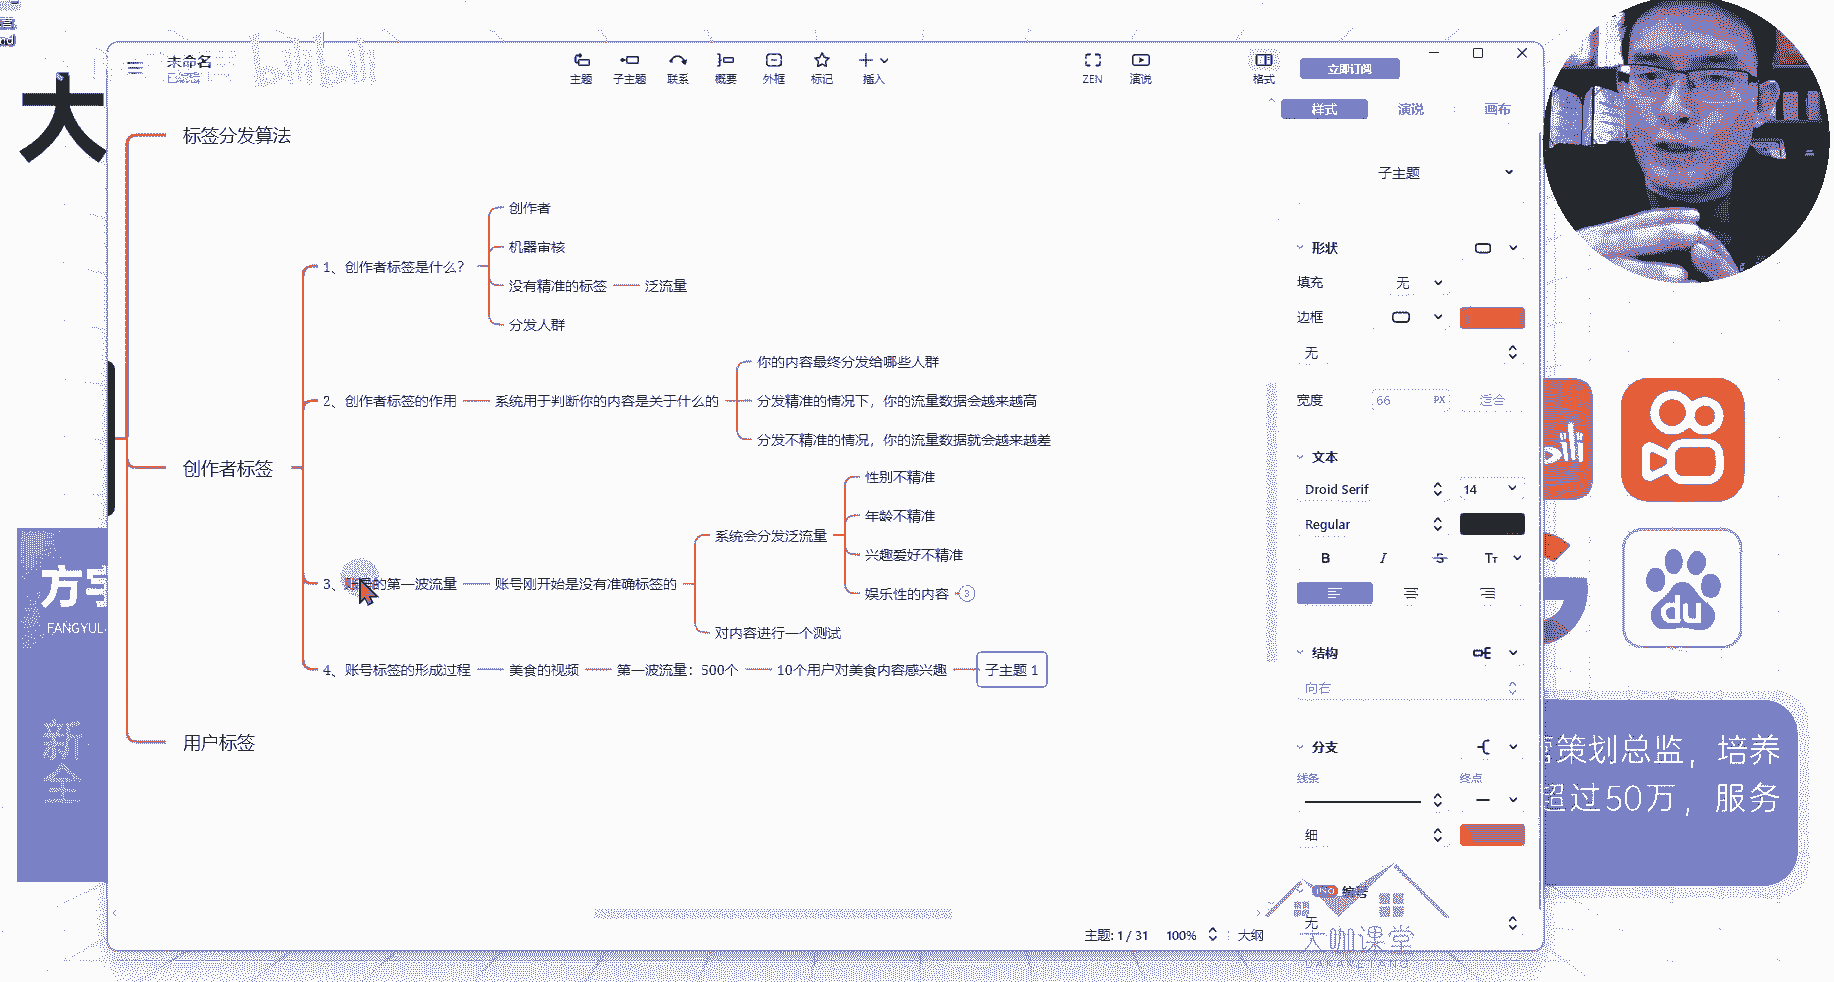 未命名
主题
子主题
联系
概要
外框
标记
插入
ZEN
演说
格式
立即订阅
大
bilibili
样式
演说
画布
标签分发算法
子主题
创作者
1、创作者标签是什么？
机器审核
没有精准的标签
泛流量
分发人群
形状
填充
无
边框
无
你的内容最终分发给哪些人群
2、创作者标签的作用
系统用于判断你的内容是关于什么的
分发精准的情况下，你的流量数据会越来越高
分发不精准的情况，你的流量数据就会越来越差
宽度
66
PX
适合
创作者标签
性别不精准
年龄不精准
系统会分发泛流量
兴趣爱好不精准
娱乐性的内容
3
3、账号的第一波流量
账号刚开始是没有准确标签的
对内容进行一个测试
4、账号标签的形成过程
美食的视频
第一波流量：500个
10个用户对美食内容感兴趣
子主题 1
用户标签
文本
Droid Serif
14
Regular
B
I
S
TT
结构
向右
分支
线条
终点
细
编号
无
方宇
FANGYUL
新
全
du
策划总监，培养
超过50万，服务
主题: 1 / 31
100%
大纲
大咖课堂
DAKAKETANG